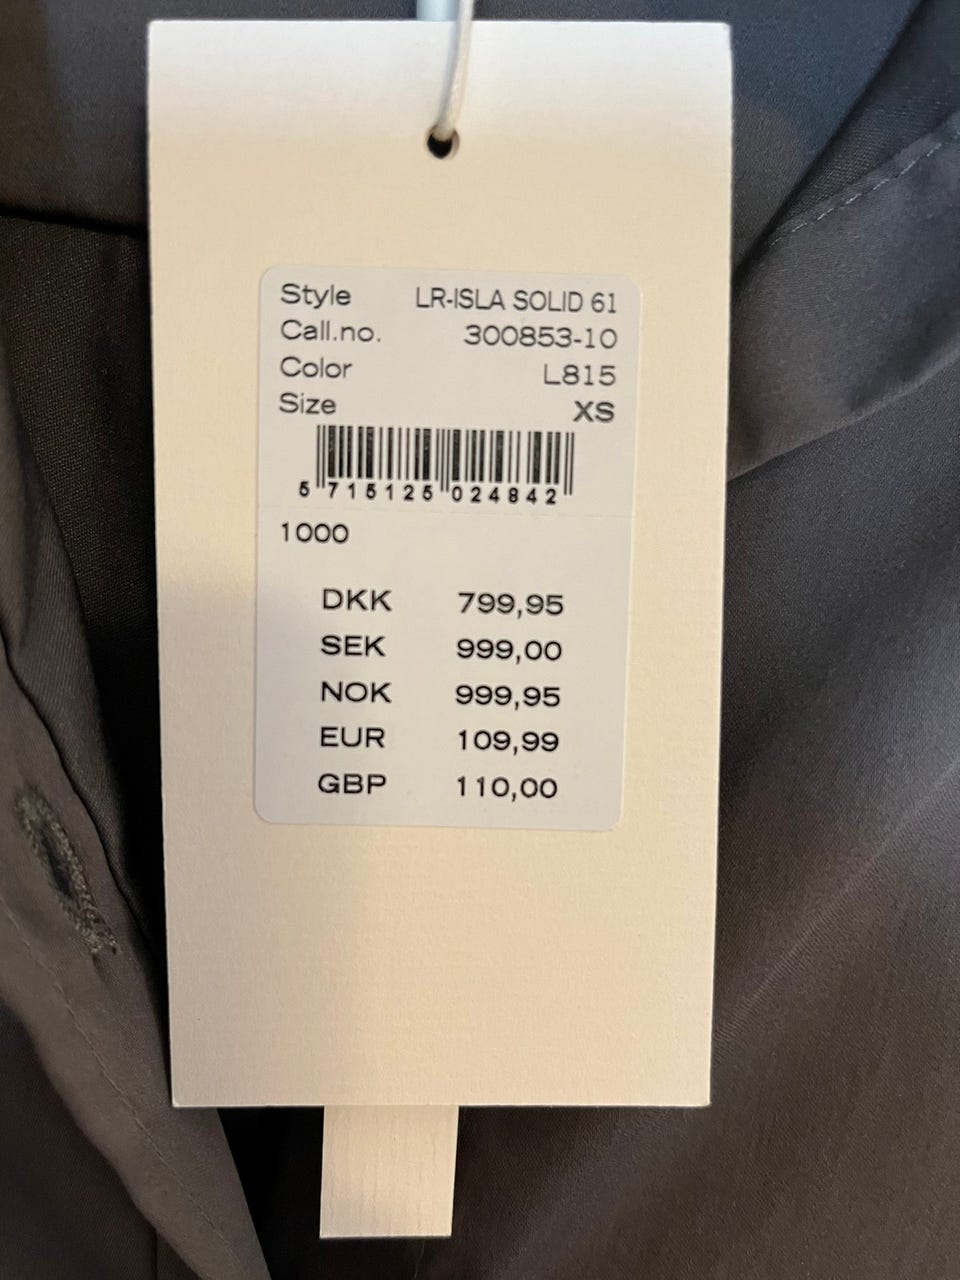 Style LR-ISLA SOLID 61
Call.no. 300853-10
Color L815
Size XS
5 715125 024842
1000
DKK 799,95
SEK 999,00
NOK 999,95
EUR 109,99
GBP 110,00